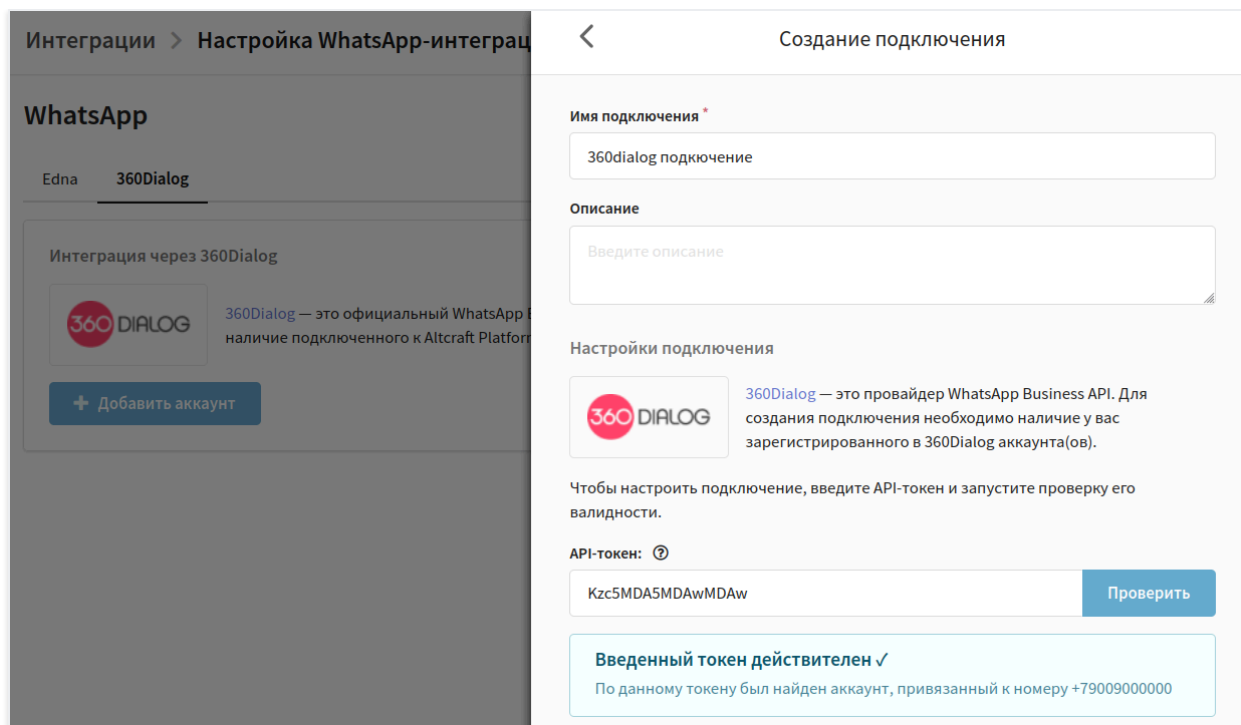 Интеграции > Настройка WhatsApp-интеграц
WhatsApp
Edna 360Dialog
Интеграция через 360Dialog
360 DIALOG
360Dialog — это официальный WhatsApp B
наличие подключенного к Altcraft Platforr
+ Добавить аккаунт
Создание подключения
Имя подключения *
360dialog подкючение
Описание
Введите описание
Настройки подключения
360 DIALOG
360Dialog — это провайдер WhatsApp Business API. Для
создания подключения необходимо наличие у вас
зарегистрированного в 360Dialog аккаунта(ов).
Чтобы настроить подключение, введите API-токен и запустите проверку его
валидности.
API-токен: ?
Kzc5MDA5MDAwMDAw
Проверить
Введенный токен действителен ✓
По данному токену был найден аккаунт, привязанный к номеру +79009000000